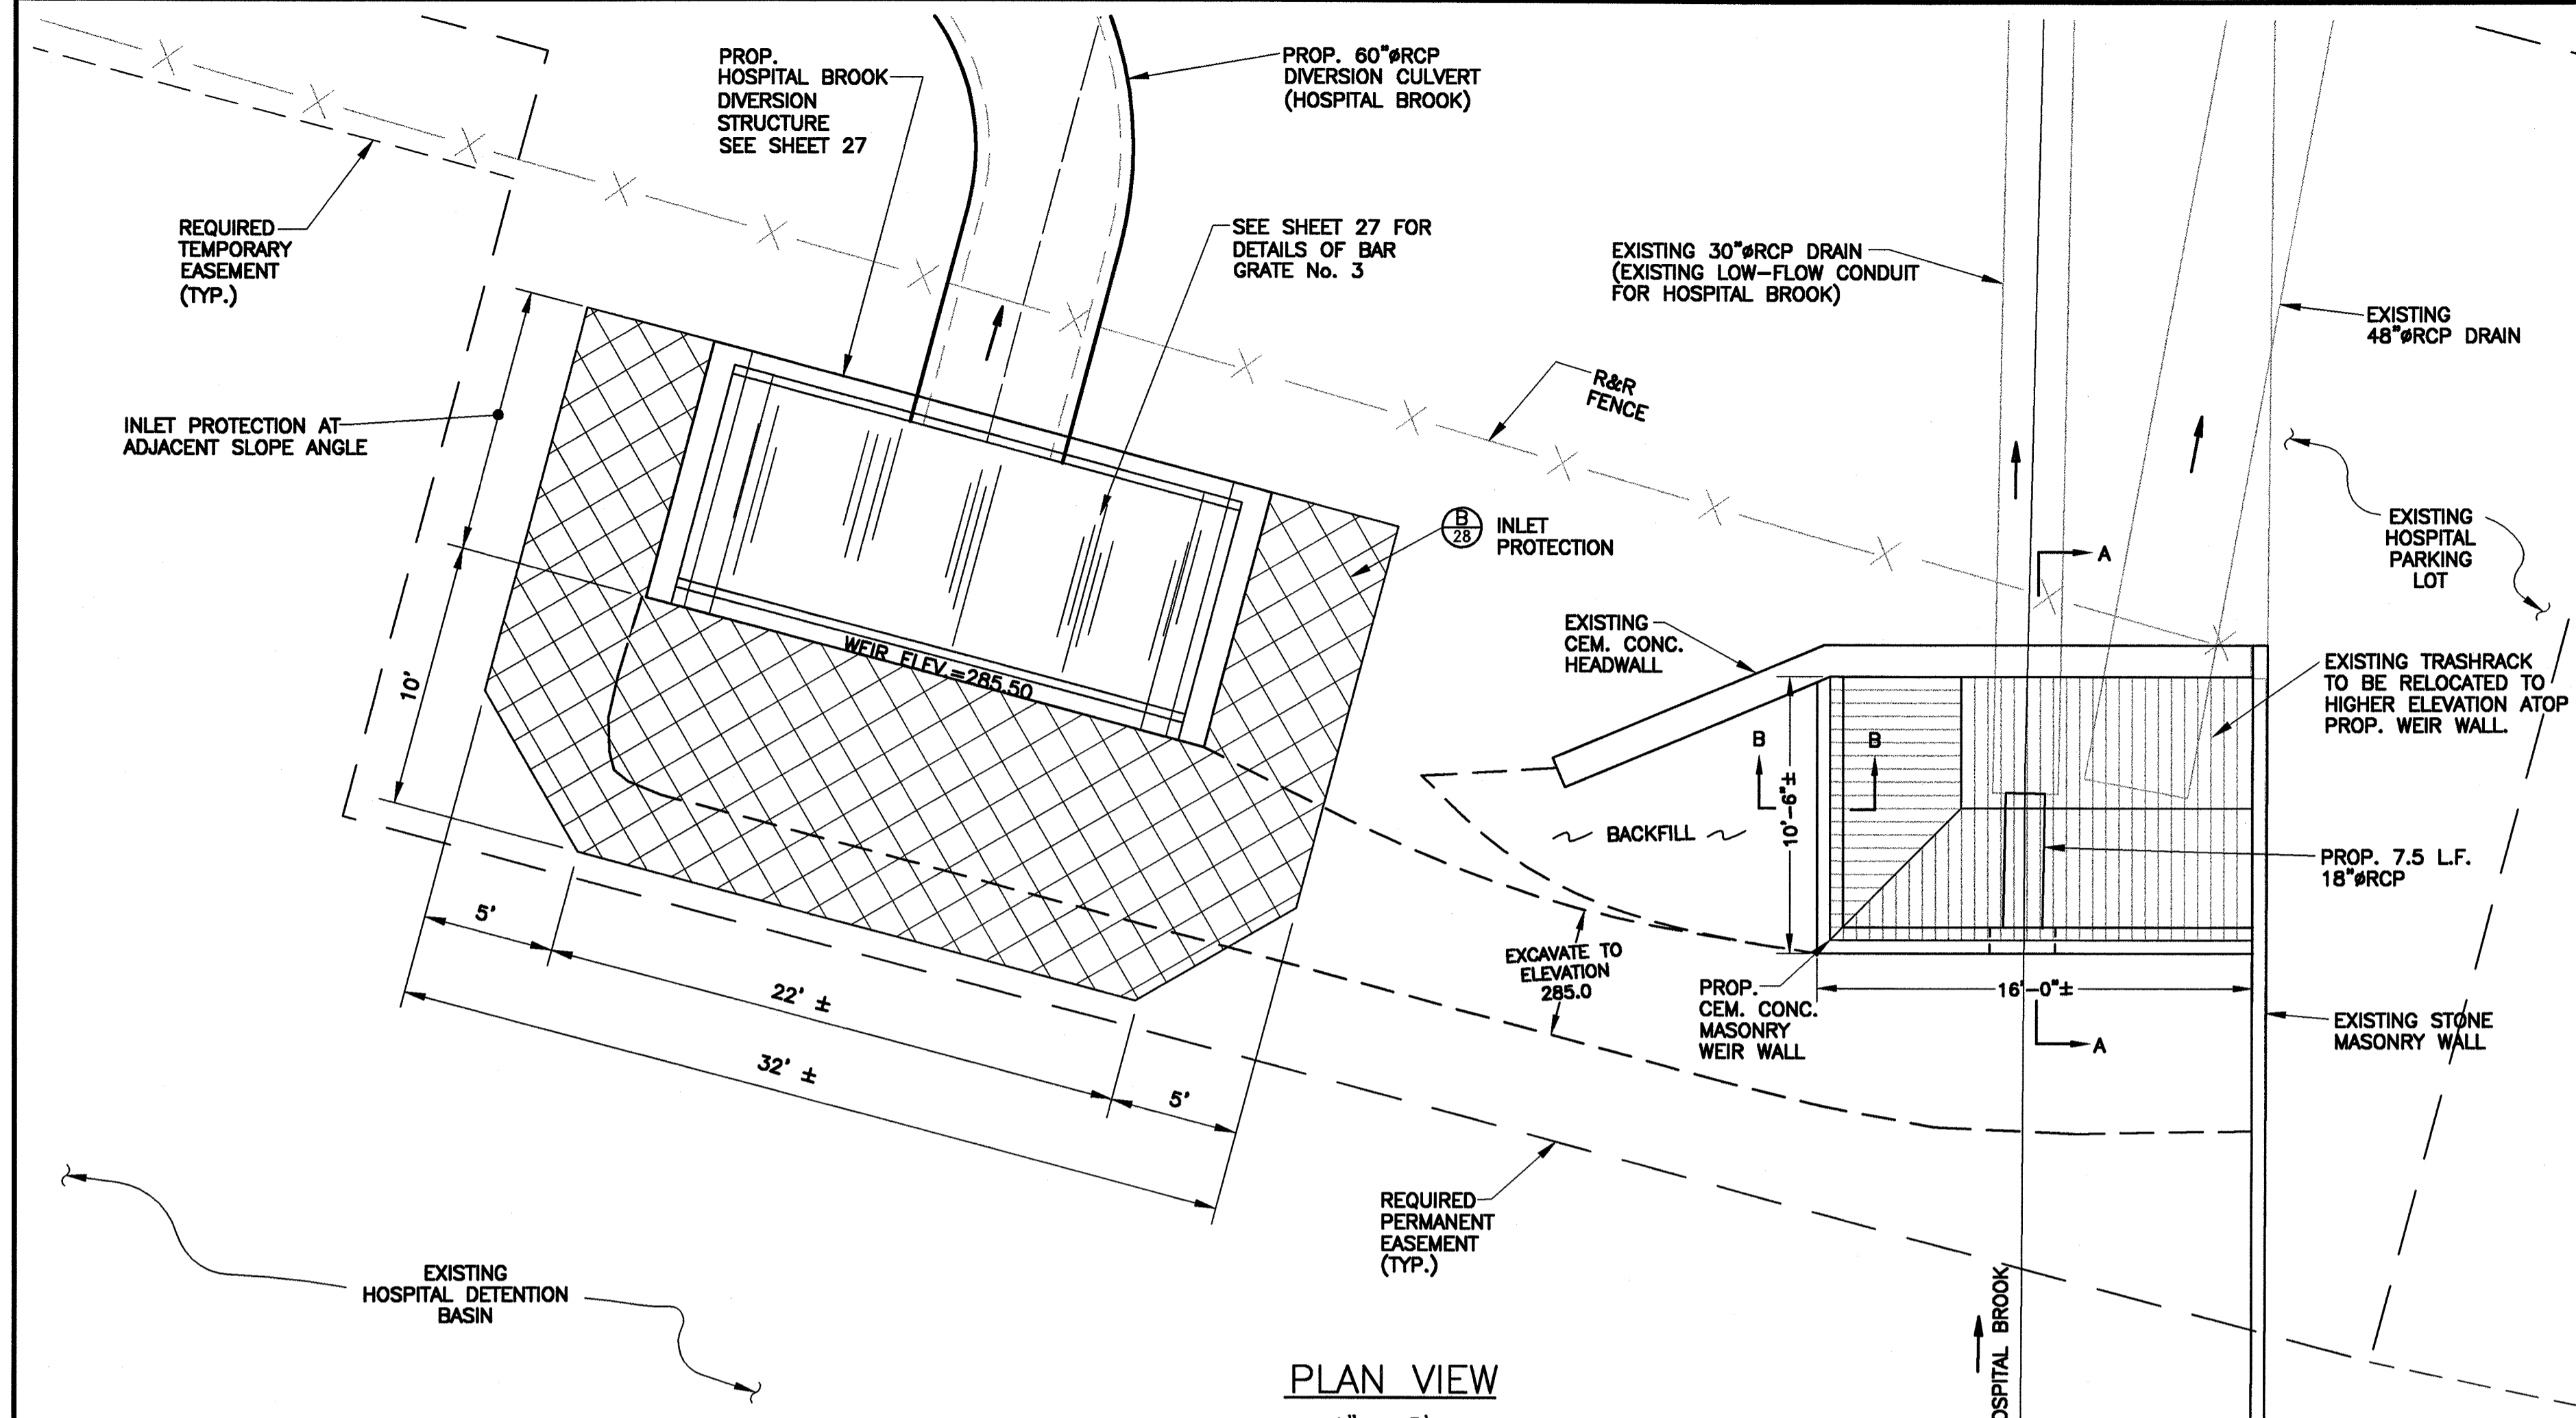 PROP.
HOSPITAL BROOK
DIVERSION
STRUCTURE
SEE SHEET 27
PROP. 60"øRCP
DIVERSION CULVERT
(HOSPITAL BROOK)
REQUIRED
TEMPORARY
EASEMENT
(TYP.)
SEE SHEET 27 FOR
DETAILS OF BAR
GRATE No. 3
EXISTING 30"øRCP DRAIN
(EXISTING LOW-FLOW CONDUIT
FOR HOSPITAL BROOK)
EXISTING
48"øRCP DRAIN
R&R
FENCE
INLET PROTECTION AT
ADJACENT SLOPE ANGLE
B
28
INLET
PROTECTION
EXISTING
HOSPITAL
PARKING
LOT
A
EXISTING
CEM. CONC.
HEADWALL
WEIR ELEV.=285.50
EXISTING TRASHRACK
TO BE RELOCATED TO
HIGHER ELEVATION ATOP
PROP. WEIR WALL.
10'
B
B
10'-6"±
BACKFILL
PROP. 7.5 L.F.
18"øRCP
5'
22' ±
32' ±
5'
EXCAVATE TO
ELEVATION
285.0
PROP.
CEM. CONC.
MASONRY
WEIR WALL
16'-0"±
A
EXISTING STONE
MASONRY WALL
REQUIRED
PERMANENT
EASEMENT
(TYP.)
EXISTING
HOSPITAL DETENTION
BASIN
OSPITAL BROOK
PLAN VIEW